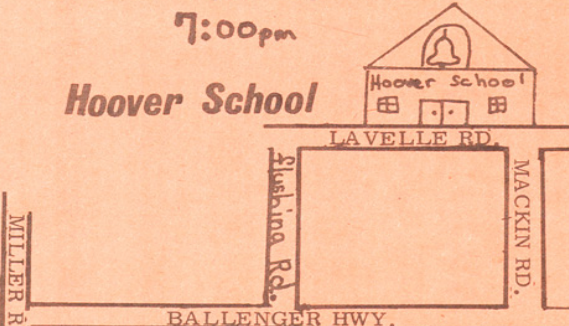 7:00pm
Hoover School
Hoover School
LAVELLE RD.
flushing Rd.
MACKIN RD.
MILLER R
BALLENGER HWY.